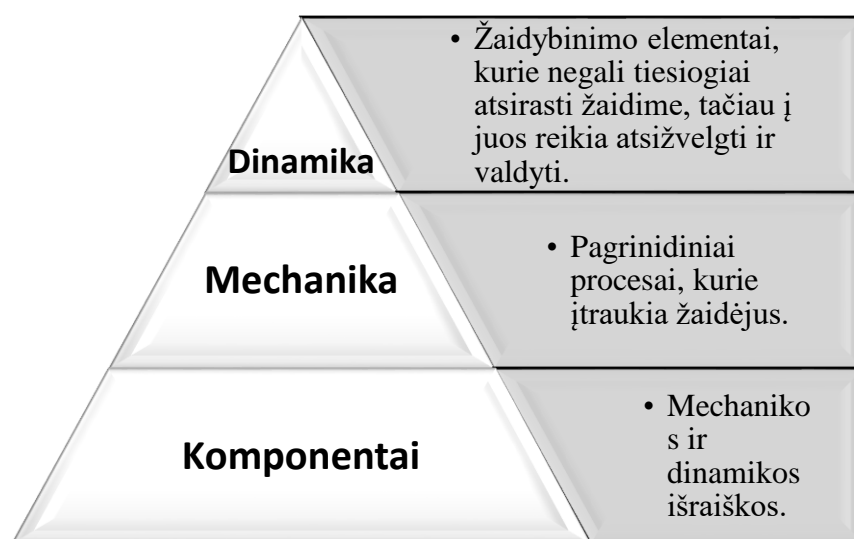 Dinamika
• Žaidybinimo elementai,
kurie negali tiesiogiai
atsirasti žaidime, tačiau į
juos reikia atsižvelgti ir
valdyti.
Mechanika
• Pagrinidiniai
procesai, kurie
įtraukia žaidėjus.
Komponentai
• Mechaniko
s ir
dinamikos
išraiškos.